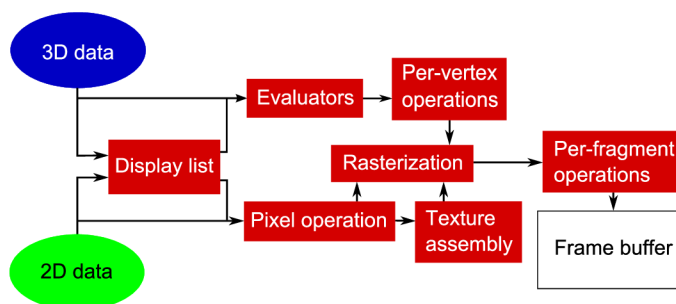 3D data
Evaluators
Per-vertex
operations
Display list
Rasterization
Per-fragment
operations
Pixel operation
Texture
assembly
2D data
Frame buffer